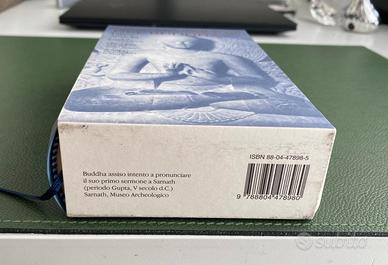 ISBN 88-04-47898-5
Buddha assiso intento a pronunciare
il suo primo sermone a Sarnath
(periodo Gupta, V secolo d.C.)
Sarnath, Museo Archeologico
9 788804 478980
subito